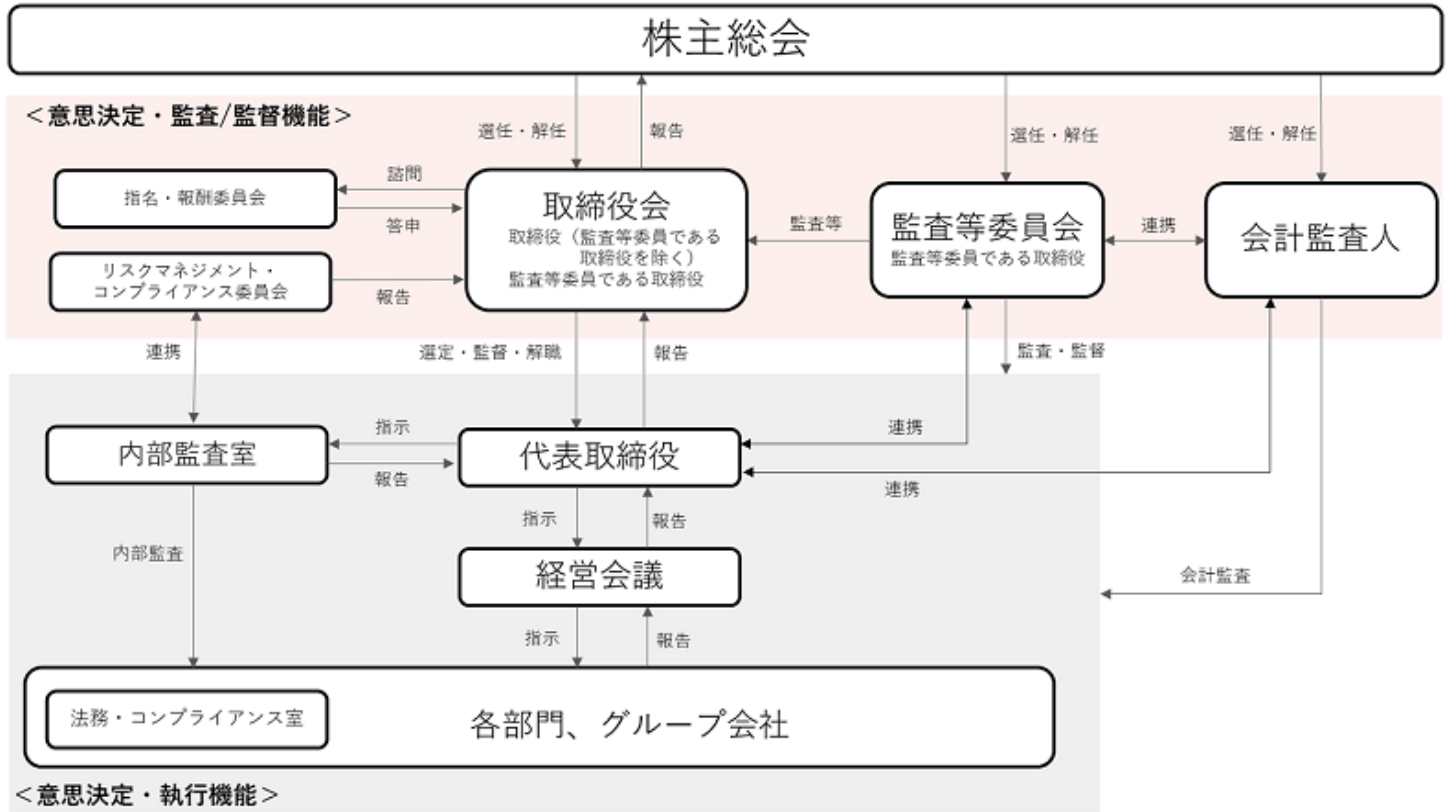 株主総会
＜意思決定・監査/監督機能＞
選任・解任
報告
選任・解任
選任・解任
指名・報酬委員会
諮問
答申
取締役会
取締役（監査等委員である
取締役を除く）
監査等委員である取締役
監査等
監査等委員会
監査等委員である取締役
連携
会計監査人
リスクマネジメント・
コンプライアンス委員会
報告
連携
選定・監督・解職
報告
監査・監督
内部監査室
指示
報告
代表取締役
連携
連携
内部監査
指示
報告
経営会議
会計監査
指示
報告
法務・コンプライアンス室
各部門、グループ会社
＜意思決定・執行機能＞